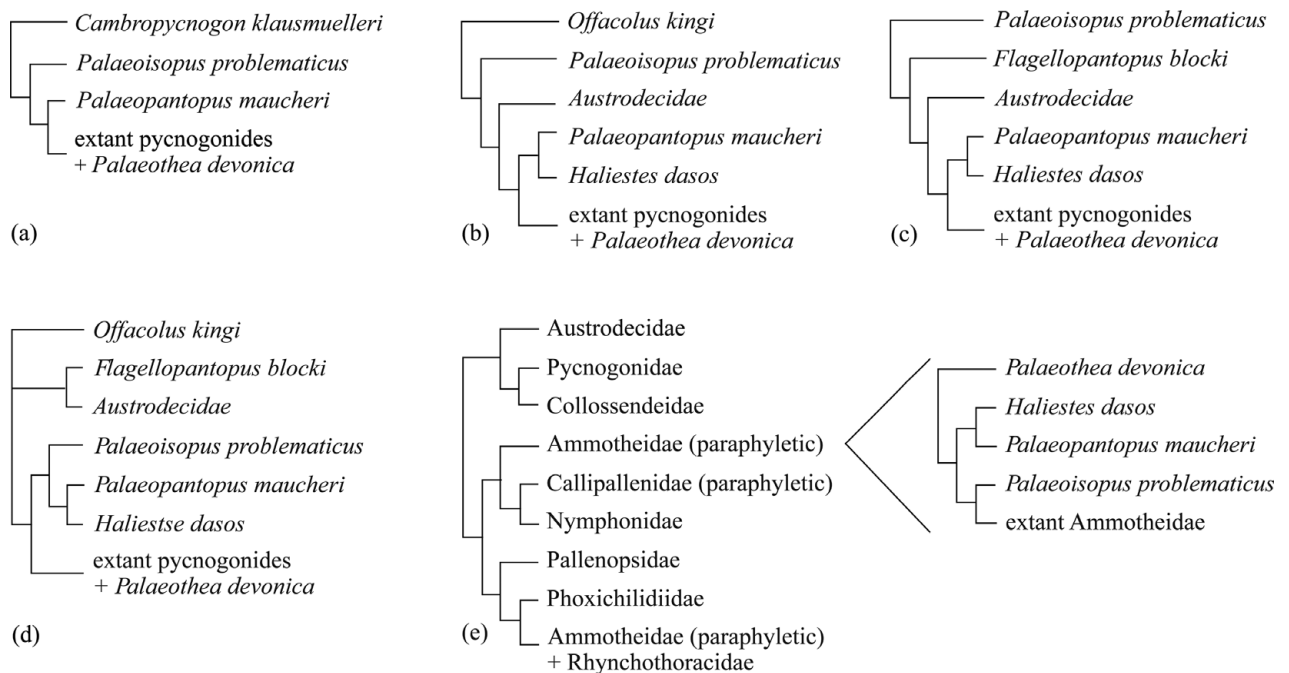 Cambropycnogon klausmuelleri
Palaeoisopus problematicus
Palaeopantopus maucheri
extant pycnogonides
+ Palaeothea devonica
(a)
Offacolus kingi
Palaeoisopus problematicus
Austrodecidae
Palaeopantopus maucheri
Haliestes dasos
extant pycnogonides
+ Palaeothea devonica
(b)
Palaeoisopus problematicus
Flagellopantopus blocki
Austrodecidae
Palaeopantopus maucheri
Haliestes dasos
extant pycnogonides
+ Palaeothea devonica
(c)
Offacolus kingi
Flagellopantopus blocki
Austrodecidae
Palaeoisopus problematicus
Palaeopantopus maucheri
Haliestse dasos
extant pycnogonides
+ Palaeothea devonica
(d)
Austrodecidae
Pycnogonidae
Collossendeidae
Ammotheidae (paraphyletic)
Callipallenidae (paraphyletic)
Nymphonidae
Pallenopsidae
Phoxichilidiidae
Ammotheidae (paraphyletic)
+ Rhynchothoracidae
(e)
Palaeothea devonica
Haliestes dasos
Palaeopantopus maucheri
Palaeoisopus problematicus
extant Ammotheidae